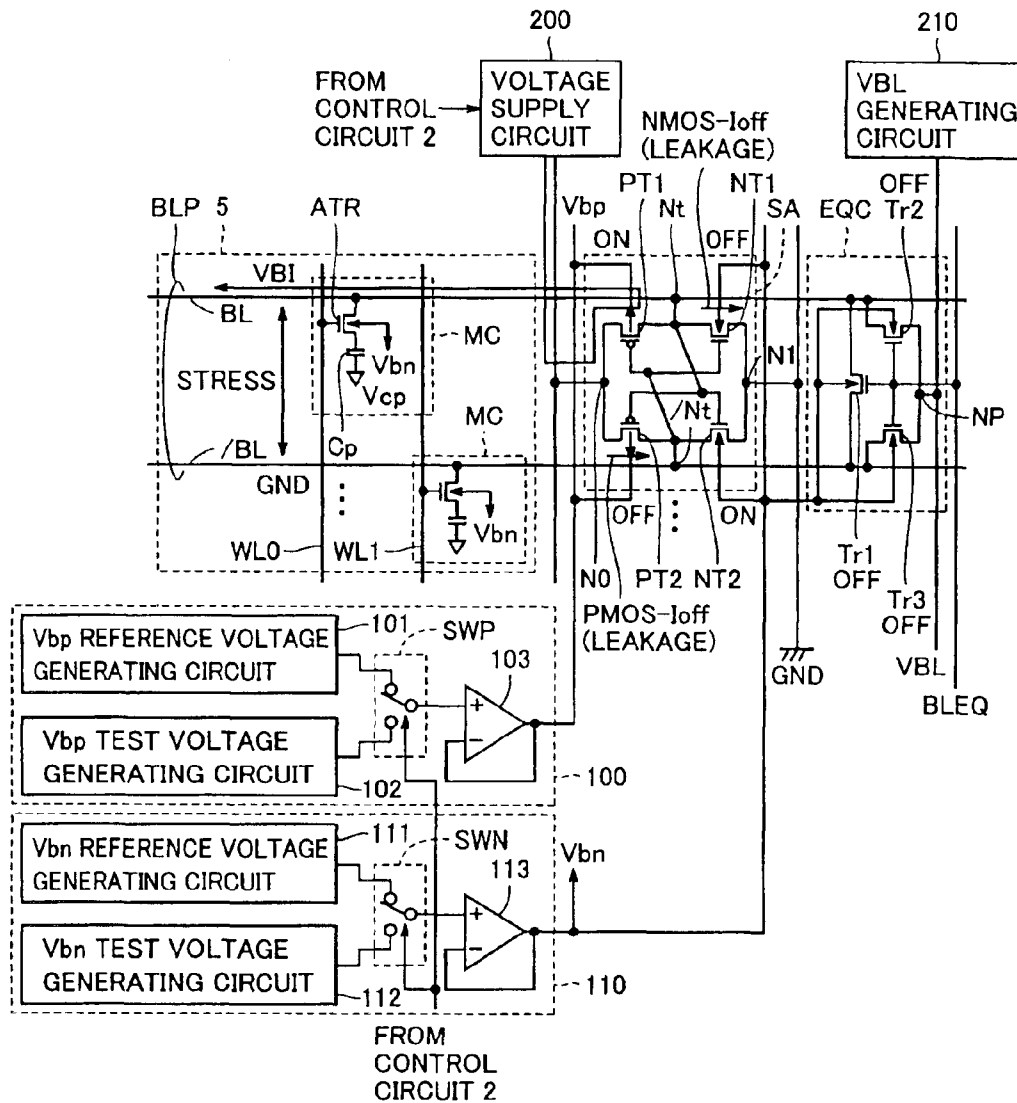 200
210
FROM
CONTROL
CIRCUIT 2
VOLTAGE
SUPPLY
CIRCUIT
VBL
GENERATING
CIRCUIT
NMOS-Ioff
(LEAKAGE)
BLP 5
ATR
Vbp
PT1
Nt
NT1
SA
EQC
OFF
Tr2
ON
OFF
VBI
BL
MC
Vbn
Vcp
STRESS
Cp
N1
Nt
NP
MC
/BL
GND
Vbn
OFF
ON
WL0
WL1
N0
PT2
NT2
Tr1
OFF
Tr3
OFF
PMOS-Ioff
(LEAKAGE)
GND
VBL
BLEQ
Vbp REFERENCE VOLTAGE
GENERATING CIRCUIT
101
SWP
103
+
−
Vbp TEST VOLTAGE
GENERATING CIRCUIT
102
100
Vbn REFERENCE VOLTAGE
GENERATING CIRCUIT
111
SWN
113
Vbn
+
−
Vbn TEST VOLTAGE
GENERATING CIRCUIT
112
110
FROM
CONTROL
CIRCUIT 2